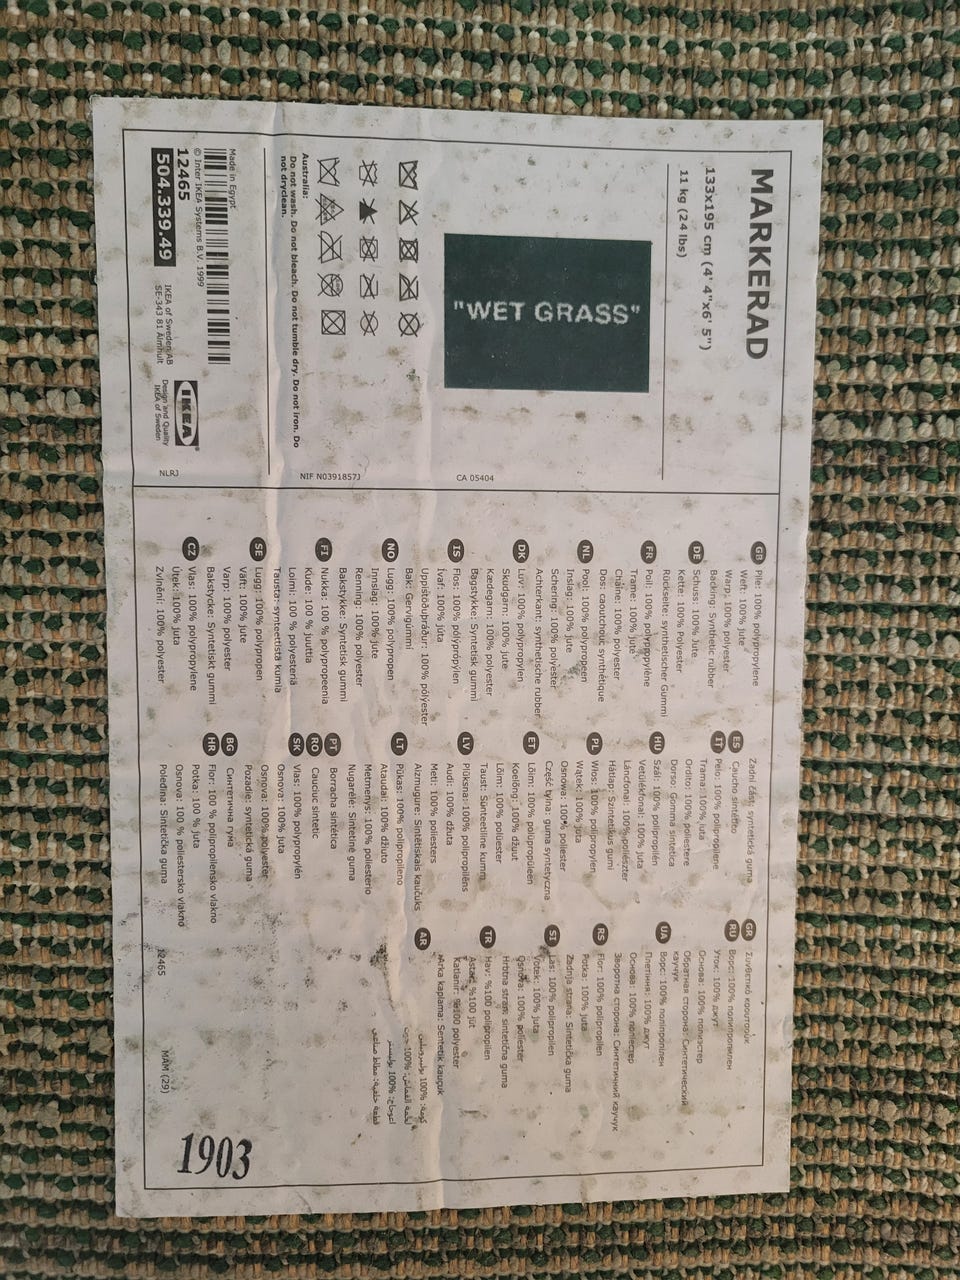 MARKERAD
133x195 cm (4' 4"x6' 5")
11 kg (24 lbs)
"WET GRASS"
CA 05404
NIF N0391857J
Australia:
Do not wash. Do not bleach. Do not tumble dry. Do not iron. Do
not dryclean.
Made in Egypt
© Inter IKEA Systems B.V. 1999
12465
504.339.49
IKEA of Sweden AB
SE-343 81 Älmhult
IKEA®
Design and Quality
IKEA of Sweden
NLRJ
GB Pile: 100% polypropylene
Weft: 100% jute
Warp: 100% polyester
Backing: Synthetic rubber
DE Schuss: 100% Jute
Kette: 100% Polyester
Rückseite: synthetischer Gummi
FR Poil: 100% polypropylène
Trame: 100% jute
Chaîne: 100% polyester
Dos: caoutchouc synthétique
NL Pool: 100% polypropeen
Inslag: 100% jute
Schering: 100% polyester
Achterkant: synthetische rubber
DK Luv: 100% polypropylen
Skudgarn: 100% jute
Kædegarn: 100% polyester
Bagstykke: Syntetisk gummi
IS Flos: 100% pólýprópýlen
Ívaf: 100% júta
Uppistöðuþráður: 100% pólýester
Bak: Gervigúmmí
NO Lugg: 100% polypropylen
Innslag: 100% jute
Renning: 100% polyester
Bakstykke: Syntetisk gummi
FI Nukka: 100 % polypropeenia
Kude: 100 % juuttia
Loimi: 100 % polyesteriä
Tausta: synteettistä kumia
SE Lugg: 100% polypropen
Väft: 100% jute
Varp: 100% polyester
Bakstycke: Syntetiskt gummi
CZ Vlas: 100% polypropylene
Útek: 100% juta
Zvlnění: 100% polyester
Zadní část: syntetická guma
ES Caucho sintético
IT Pelo: 100% polipropilene
Trama: 100% juta
Ordito: 100% poliestere
Dorso: Gomma sintetica
HU Szál: 100% polipropilén
Vetülékfonal: 100% juta
Láncfonal: 100% poliészter
Hátlap: Szintetikus gumi
PL Włos: 100% polipropylen
Wątek: 100% juta
Osnowa: 100% poliester
Część tylna: guma syntetyczna
ET Lõim: 100% polüpropüleen
Koelõng: 100% džuut
Lõim: 100% polüester
Taust: Sünteetiline kumm
LV Plūksna: 100% polipropilēns
Audi: 100% džuta
Meti: 100% poliesters
Aizmugure: Sintētiskais kaučuks
LT Pūkas: 100% polipropileno
Ataudai: 100% džiuto
Metmenys: 100% poliesterio
Nugarėlė: Sintetinė guma
PT Borracha sintética
RO Cauciuc sintetic
SK Vlas: 100% polypropylén
Osnova: 100% juta
Osnova: 100% polyester
Pozadie: syntetická guma
BG Синтетична гума
HR Flor: 100 % polipropilensko vlakno
Potka: 100 % juta
Osnova: 100 % poliestersko vlakno
Poleđina: Sintetička guma
GR Συνθετικό καουτσούκ
RU Ворс: 100% полипропилен
Уток: 100% джут
Основа: 100% полиэстер
Обратная сторона: Синтетический
каучук
UA Ворс: 100% поліпропілен
Плетіння: 100% джут
Основа: 100% поліестер
Зворотна сторона: Синтетичний каучук
RS Flor: 100% polipropilen
Potka: 100% juta
Zadnja strana: Sintetička guma
SI Las: 100% polipropilen
Votek: 100% juta
Osnova: 100% poliester
Hrbtna stran: sintetična guma
TR Hav: %100 polipropilen
Astar: %100 jüt
Katlanır: %100 polyester
Arka kaplama: Sentetik kauçuk
AR
12465
MAM (29)
1903